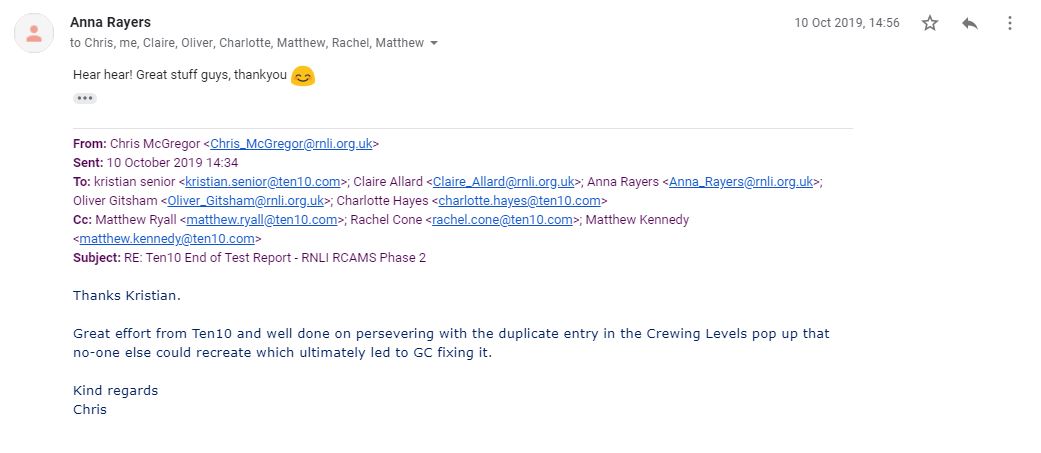 Anna Rayers
10 Oct 2019, 14:56
to Chris, me, Claire, Oliver, Charlotte, Matthew, Rachel, Matthew
Hear hear! Great stuff guys, thankyou 😊
•••
From: Chris McGregor <Chris_McGregor@rnli.org.uk>
Sent: 10 October 2019 14:34
To: kristian senior <kristian.senior@ten10.com>; Claire Allard <Claire_Allard@rnli.org.uk>; Anna Rayers <Anna_Rayers@rnli.org.uk>;
Oliver Gitsham <Oliver_Gitsham@rnli.org.uk>; Charlotte Hayes <charlotte.hayes@ten10.com>
Cc: Matthew Ryall <matthew.ryall@ten10.com>; Rachel Cone <rachel.cone@ten10.com>; Matthew Kennedy
<matthew.kennedy@ten10.com>
Subject: RE: Ten10 End of Test Report - RNLI RCAMS Phase 2
Thanks Kristian.
Great effort from Ten10 and well done on persevering with the duplicate entry in the Crewing Levels pop up that
no-one else could recreate which ultimately led to GC fixing it.
Kind regards
Chris